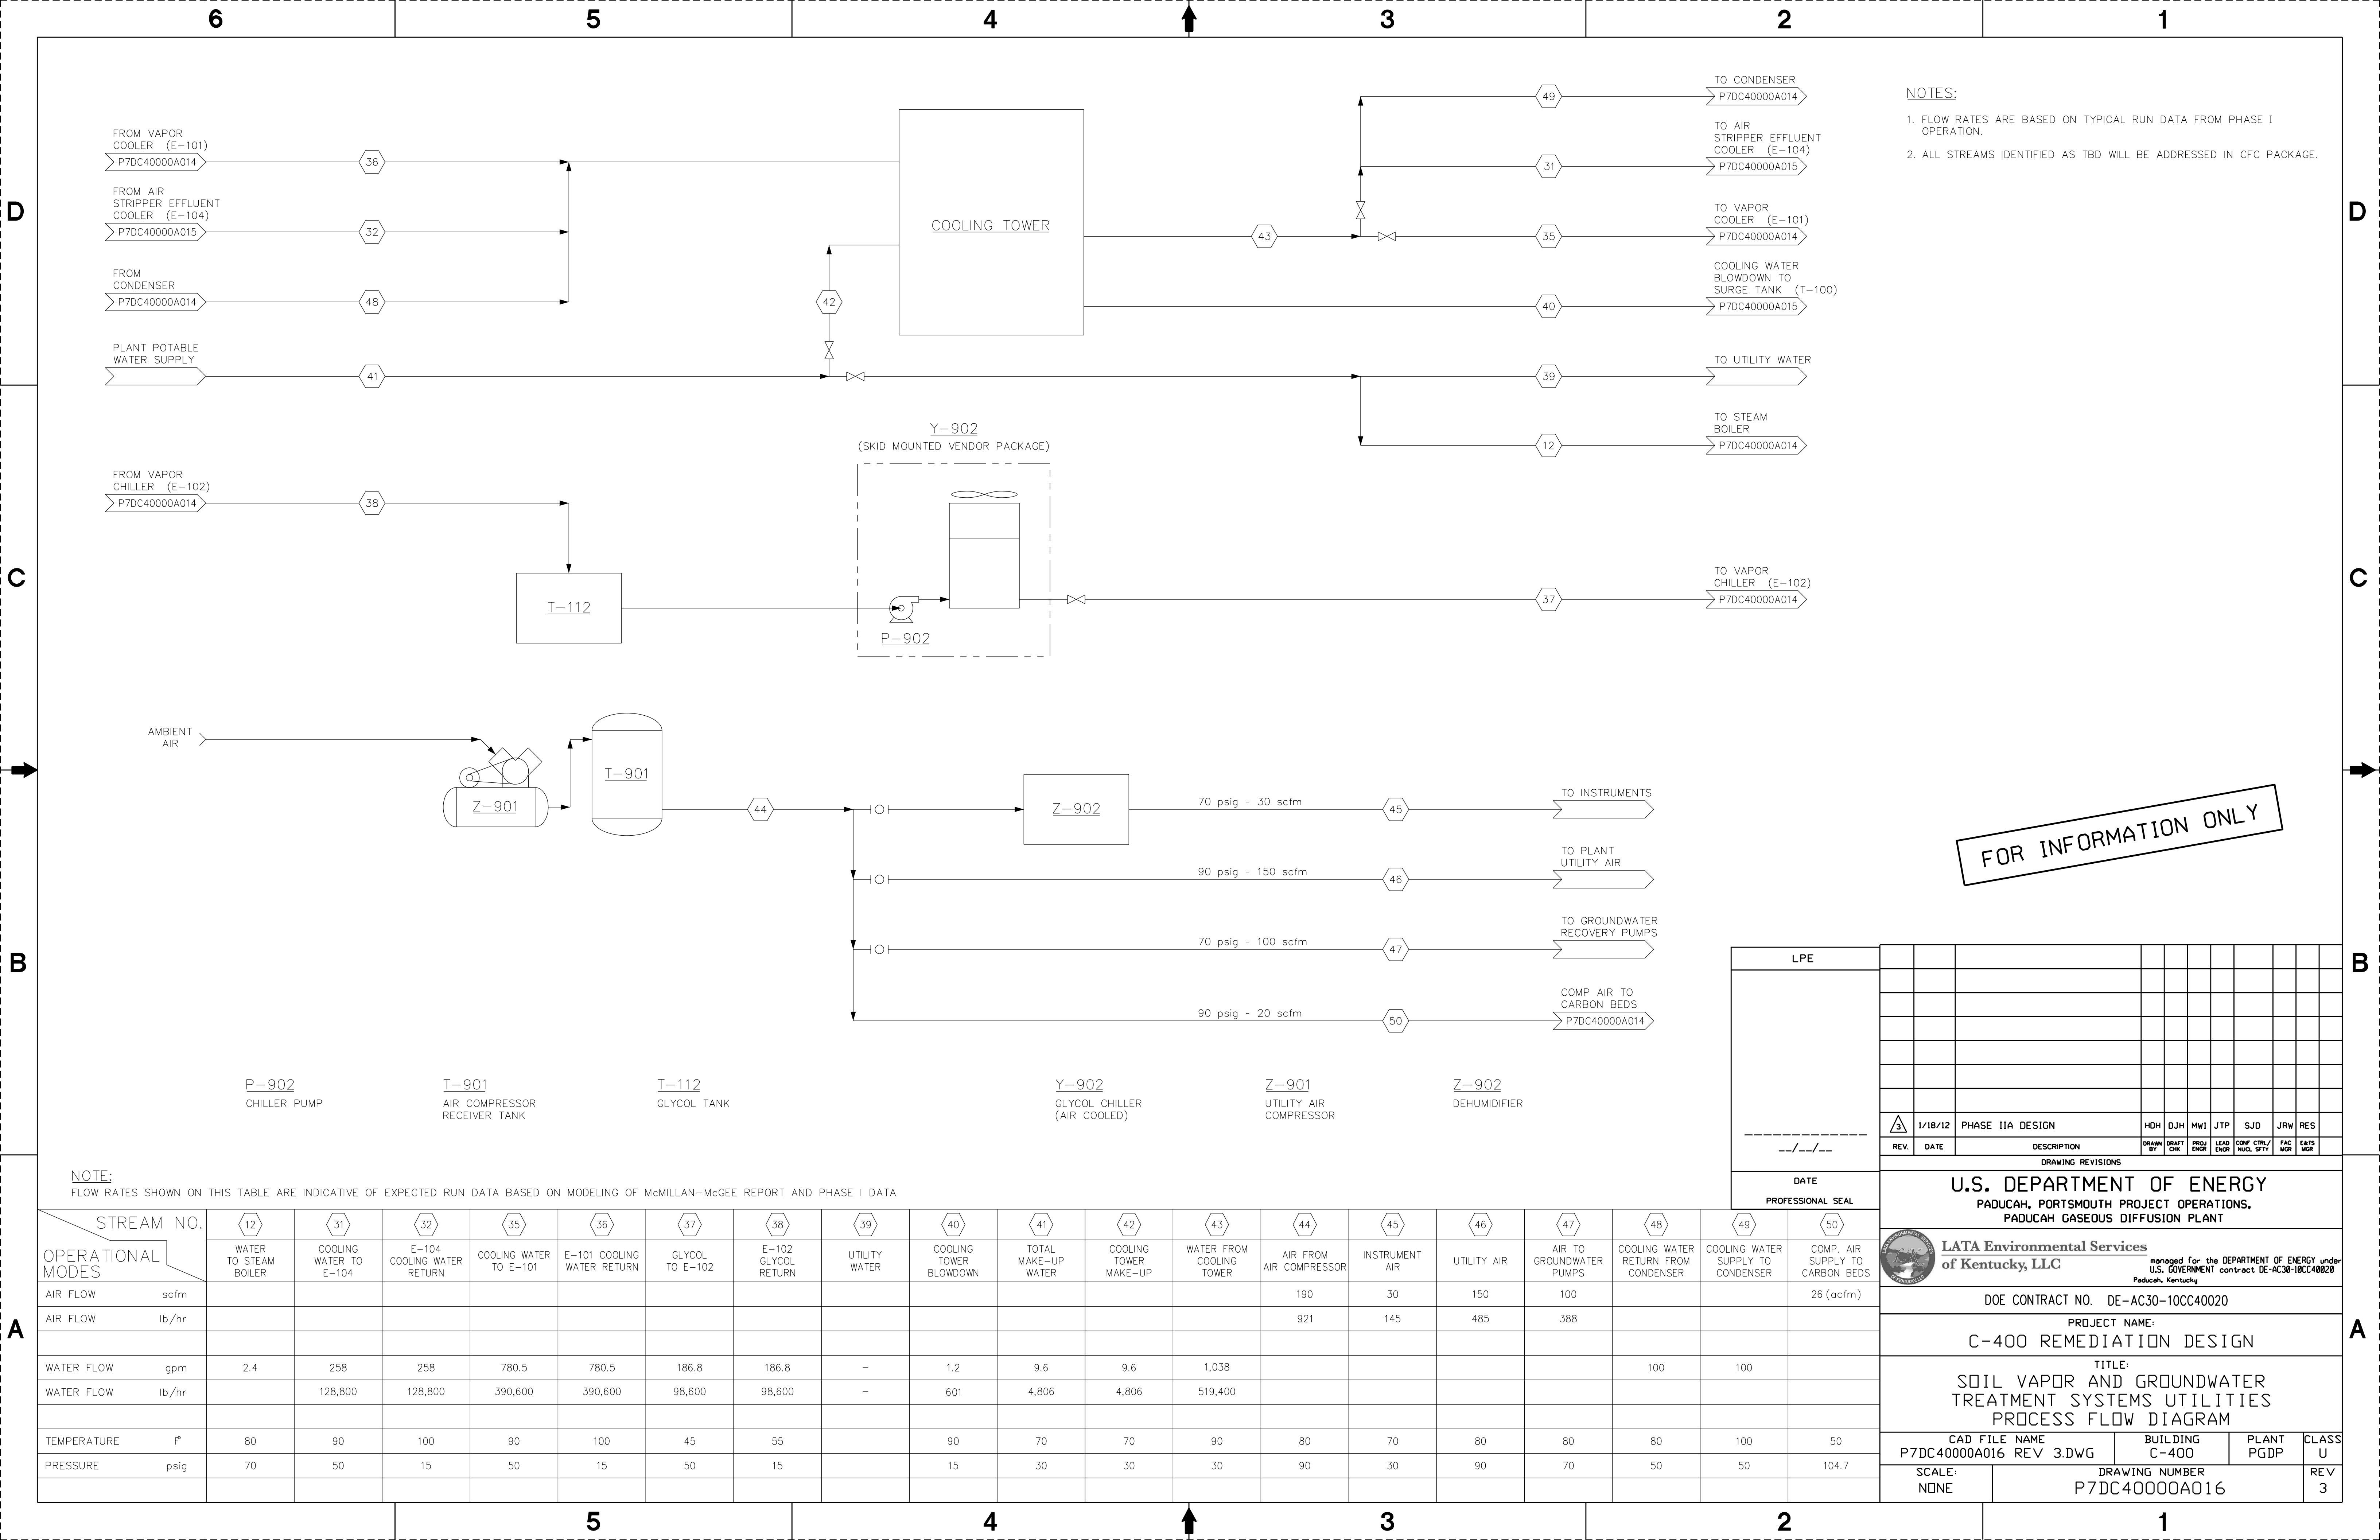 6 5 4 3 2 1
D
C
B
A
FROM VAPOR
COOLER (E-101)
P7DC40000A014
36
FROM AIR
STRIPPER EFFLUENT
COOLER (E-104)
P7DC40000A015
32
FROM
CONDENSER
P7DC40000A014
48
PLANT POTABLE
WATER SUPPLY
41
42
COOLING TOWER
43
TO CONDENSER
P7DC40000A014
49
TO AIR
STRIPPER EFFLUENT
COOLER (E-104)
P7DC40000A015
31
TO VAPOR
COOLER (E-101)
P7DC40000A014
35
COOLING WATER
BLOWDOWN TO
SURGE TANK (T-100)
P7DC40000A015
40
TO UTILITY WATER
39
TO STEAM
BOILER
P7DC40000A014
12
NOTES:
1. FLOW RATES ARE BASED ON TYPICAL RUN DATA FROM PHASE I
OPERATION.
2. ALL STREAMS IDENTIFIED AS TBD WILL BE ADDRESSED IN CFC PACKAGE.
FROM VAPOR
CHILLER (E-102)
P7DC40000A014
38
T-112
Y-902
(SKID MOUNTED VENDOR PACKAGE)
P-902
37
TO VAPOR
CHILLER (E-102)
P7DC40000A014
AMBIENT
AIR
Z-901
T-901
44
Z-902
70 psig - 30 scfm
45
TO INSTRUMENTS
90 psig - 150 scfm
46
TO PLANT
UTILITY AIR
70 psig - 100 scfm
47
TO GROUNDWATER
RECOVERY PUMPS
90 psig - 20 scfm
50
COMP AIR TO
CARBON BEDS
P7DC40000A014
FOR INFORMATION ONLY
P-902
CHILLER PUMP
T-901
AIR COMPRESSOR
RECEIVER TANK
T-112
GLYCOL TANK
Y-902
GLYCOL CHILLER
(AIR COOLED)
Z-901
UTILITY AIR
COMPRESSOR
Z-902
DEHUMIDIFIER
NOTE:
FLOW RATES SHOWN ON THIS TABLE ARE INDICATIVE OF EXPECTED RUN DATA BASED ON MODELING OF McMILLAN-McGEE REPORT AND PHASE I DATA
STREAM NO. 12 31 32 35 36 37 38 39 40 41 42 43 44 45 46 47 48 49 50
OPERATIONAL
MODES
WATER
TO STEAM
BOILER
COOLING
WATER TO
E-104
E-104
COOLING WATER
RETURN
COOLING WATER
TO E-101
E-101 COOLING
WATER RETURN
GLYCOL
TO E-102
E-102
GLYCOL
RETURN
UTILITY
WATER
COOLING
TOWER
BLOWDOWN
TOTAL
MAKE-UP
WATER
COOLING
TOWER
MAKE-UP
WATER FROM
COOLING
TOWER
AIR FROM
AIR COMPRESSOR
INSTRUMENT
AIR
UTILITY AIR
AIR TO
GROUNDWATER
PUMPS
COOLING WATER
RETURN FROM
CONDENSER
COOLING WATER
SUPPLY TO
CONDENSER
COMP. AIR
SUPPLY TO
CARBON BEDS
AIR FLOW scfm 190 30 150 100 26 (acfm)
AIR FLOW lb/hr 921 145 485 388
WATER FLOW gpm 2.4 258 258 780.5 780.5 186.8 186.8 - 1.2 9.6 9.6 1,038 100 100
WATER FLOW lb/hr 128,800 128,800 390,600 390,600 98,600 98,600 - 601 4,806 4,806 519,400
TEMPERATURE F° 80 90 100 90 100 45 55 90 70 70 90 80 70 80 80 80 100 50
PRESSURE psig 70 50 15 50 15 50 15 15 30 30 30 90 30 90 70 50 50 104.7
LPE
__/__/__
DATE
PROFESSIONAL SEAL
3 1/18/12 PHASE IIA DESIGN HDH DJH MWI JTP SJD JRW RES
REV. DATE DESCRIPTION DRAWN BY DRAFT CHK PROJ ENGR LEAD ENGR CONF CTRL/ NUCL SFTY FAC MGR E&TS MGR
DRAWING REVISIONS
U.S. DEPARTMENT OF ENERGY
PADUCAH, PORTSMOUTH PROJECT OPERATIONS,
PADUCAH GASEOUS DIFFUSION PLANT
LATA Environmental Services
of Kentucky, LLC
managed for the DEPARTMENT OF ENERGY under
U.S. GOVERNMENT contract DE-AC30-10CC40020
Paducah, Kentucky
DOE CONTRACT NO. DE-AC30-10CC40020
PROJECT NAME:
C-400 REMEDIATION DESIGN
TITLE:
SOIL VAPOR AND GROUNDWATER
TREATMENT SYSTEMS UTILITIES
PROCESS FLOW DIAGRAM
CAD FILE NAME BUILDING PLANT CLASS
P7DC40000A016 REV 3.DWG C-400 PGDP U
SCALE: DRAWING NUMBER REV
NONE P7DC40000A016 3
D
C
B
A
5 4 3 2 1